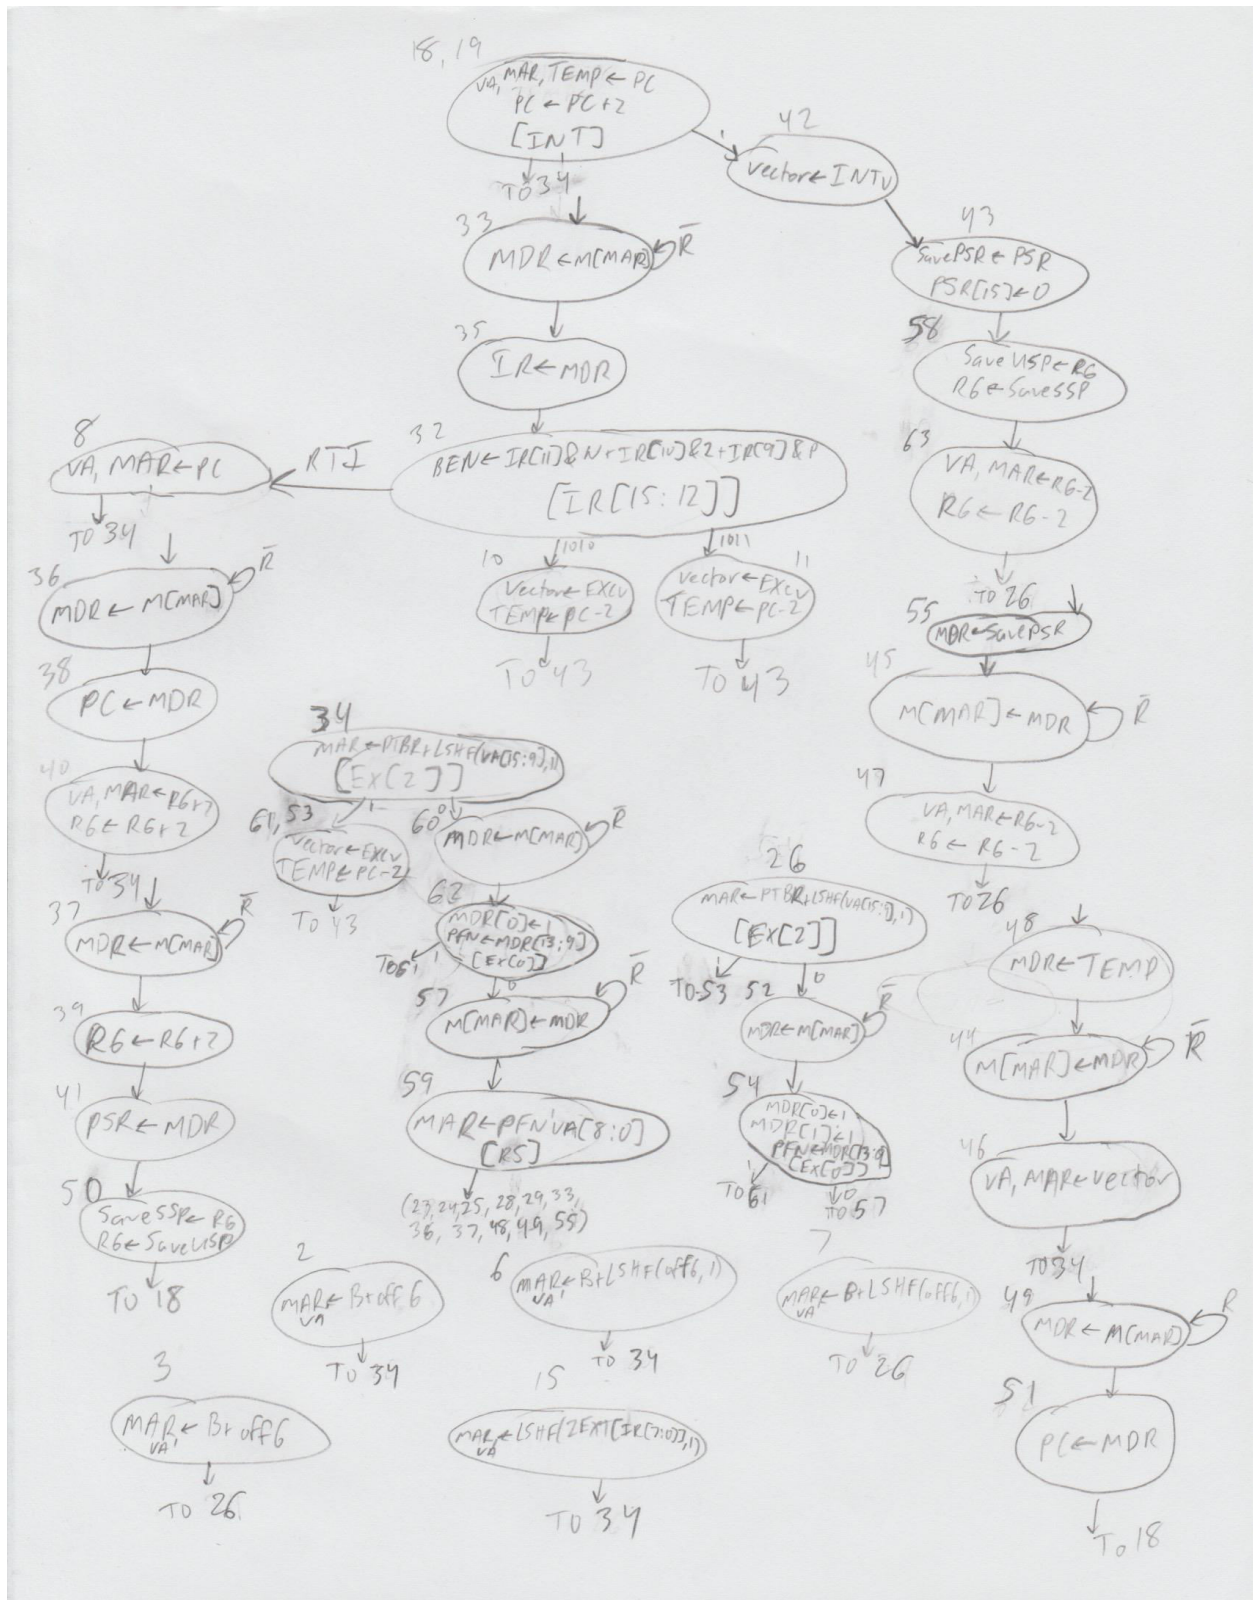 18, 19
VA, MAR, TEMP ← PC
PC ← PC+2
[INT]
TO 34
1
42
Vector ← INTV
43
SavePSR ← PSR
PSR[15] ← 0
58
SaveUSP ← R6
R6 ← SaveSSP
63
VA, MAR ← R6-2
R6 ← R6-2
TO 26
55
MDR ← SavePSR
45
M[MAR] ← MDR
R̄
47
VA, MAR ← R6-2
R6 ← R6-2
TO 26
48
MDR ← TEMP
44
M[MAR] ← MDR
R̄
46
VA, MAR ← Vector
TO 34
49
MDR ← M[MAR]
R
51
PC ← MDR
TO 18
33
MDR ← M[MAR]
R̄
35
IR ← MDR
32
BEN ← IR[11]&N+IR[10]&Z+IR[9]&P
[IR[15:12]]
RTI
1010
1011
10
Vector ← EXCV
TEMP ← PC-2
TO 43
11
Vector ← EXCV
TEMP ← PC-2
TO 43
8
VA, MAR ← PC
TO 34
36
MDR ← M[MAR]
R̄
38
PC ← MDR
40
VA, MAR ← R6+2
R6 ← R6+2
TO 34
37
MDR ← M[MAR]
R̄
39
R6 ← R6+2
41
PSR ← MDR
50
SaveSSP ← R6
R6 ← SaveUSP
TO 18
34
MAR ← PTBR+LSHF(VA[15:9],1)
[EX[2]]
1
0
61, 53
Vector ← EXCV
TEMP ← PC-2
TO 43
60
MDR ← M[MAR]
R̄
62
MDR[0] ← 1
PFN ← MDR[13:9]
[EX[0]]
1
TO 61
0
57
M[MAR] ← MDR
R̄
59
MAR ← PFN'VA[8:0]
[RS]
(23, 24, 25, 28, 29, 33,
36, 37, 48, 49, 55)
26
MAR ← PTBR+LSHF(VA[15:9],1)
[EX[2]]
1
TO 53
0
52
MDR ← M[MAR]
R̄
54
MDR[0] ← 1
MDR[1] ← 1
PFN ← MDR[13:9]
[EX[0]]
1
TO 61
0
TO 57
2
MAR ← B+off6
VA
TO 34
6
MAR ← B+LSHF(off6,1)
VA
TO 34
7
MAR ← B+LSHF(off6,1)
VA
TO 26
3
MAR ← B+off6
VA
TO 26
15
MAR ← LSHF(ZEXT[IR[7:0]],1)
VA
TO 34